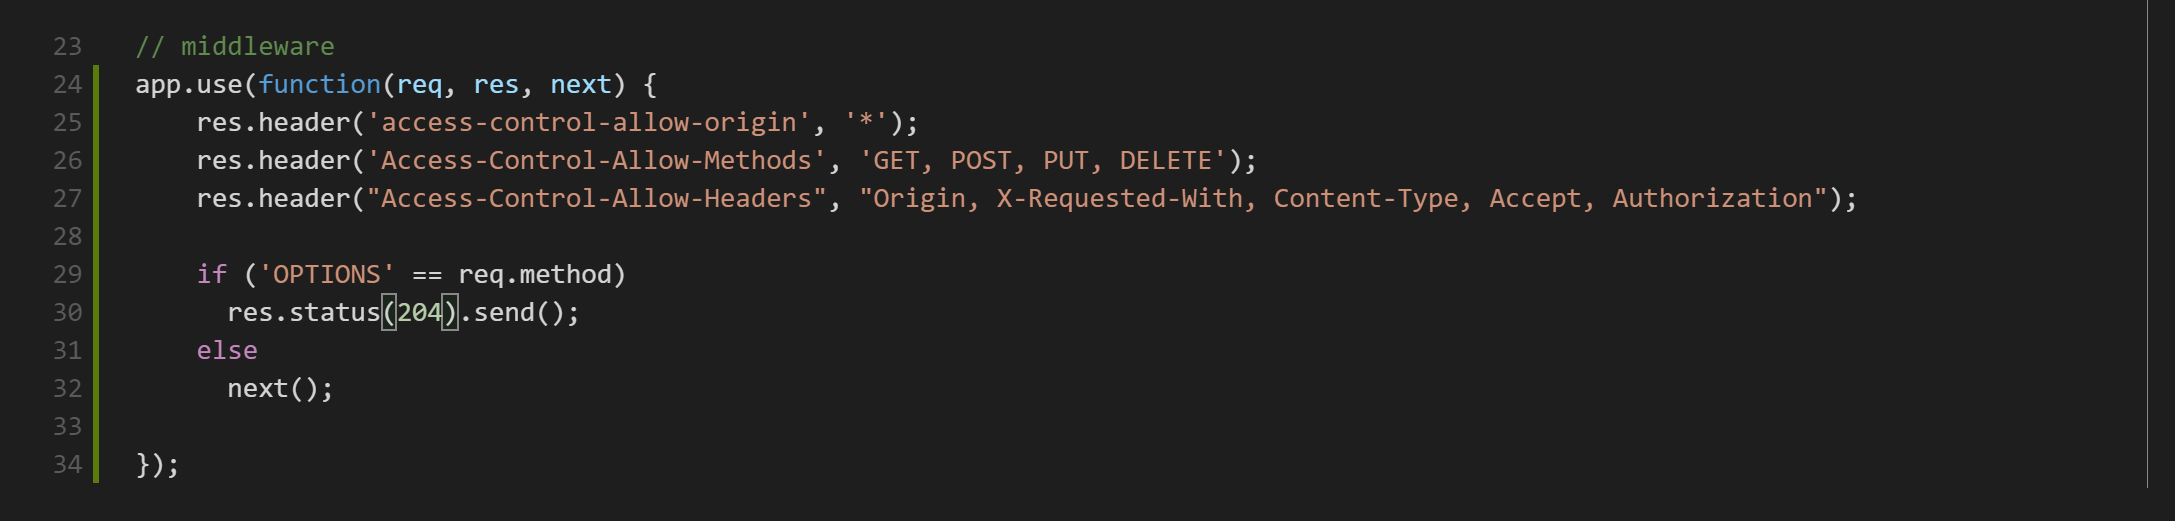 23 // middleware
24 app.use(function(req, res, next) {
25     res.header('access-control-allow-origin', '*');
26     res.header('Access-Control-Allow-Methods', 'GET, POST, PUT, DELETE');
27     res.header("Access-Control-Allow-Headers", "Origin, X-Requested-With, Content-Type, Accept, Authorization");
28
29     if ('OPTIONS' == req.method)
30       res.status(204).send();
31     else
32       next();
33
34 });